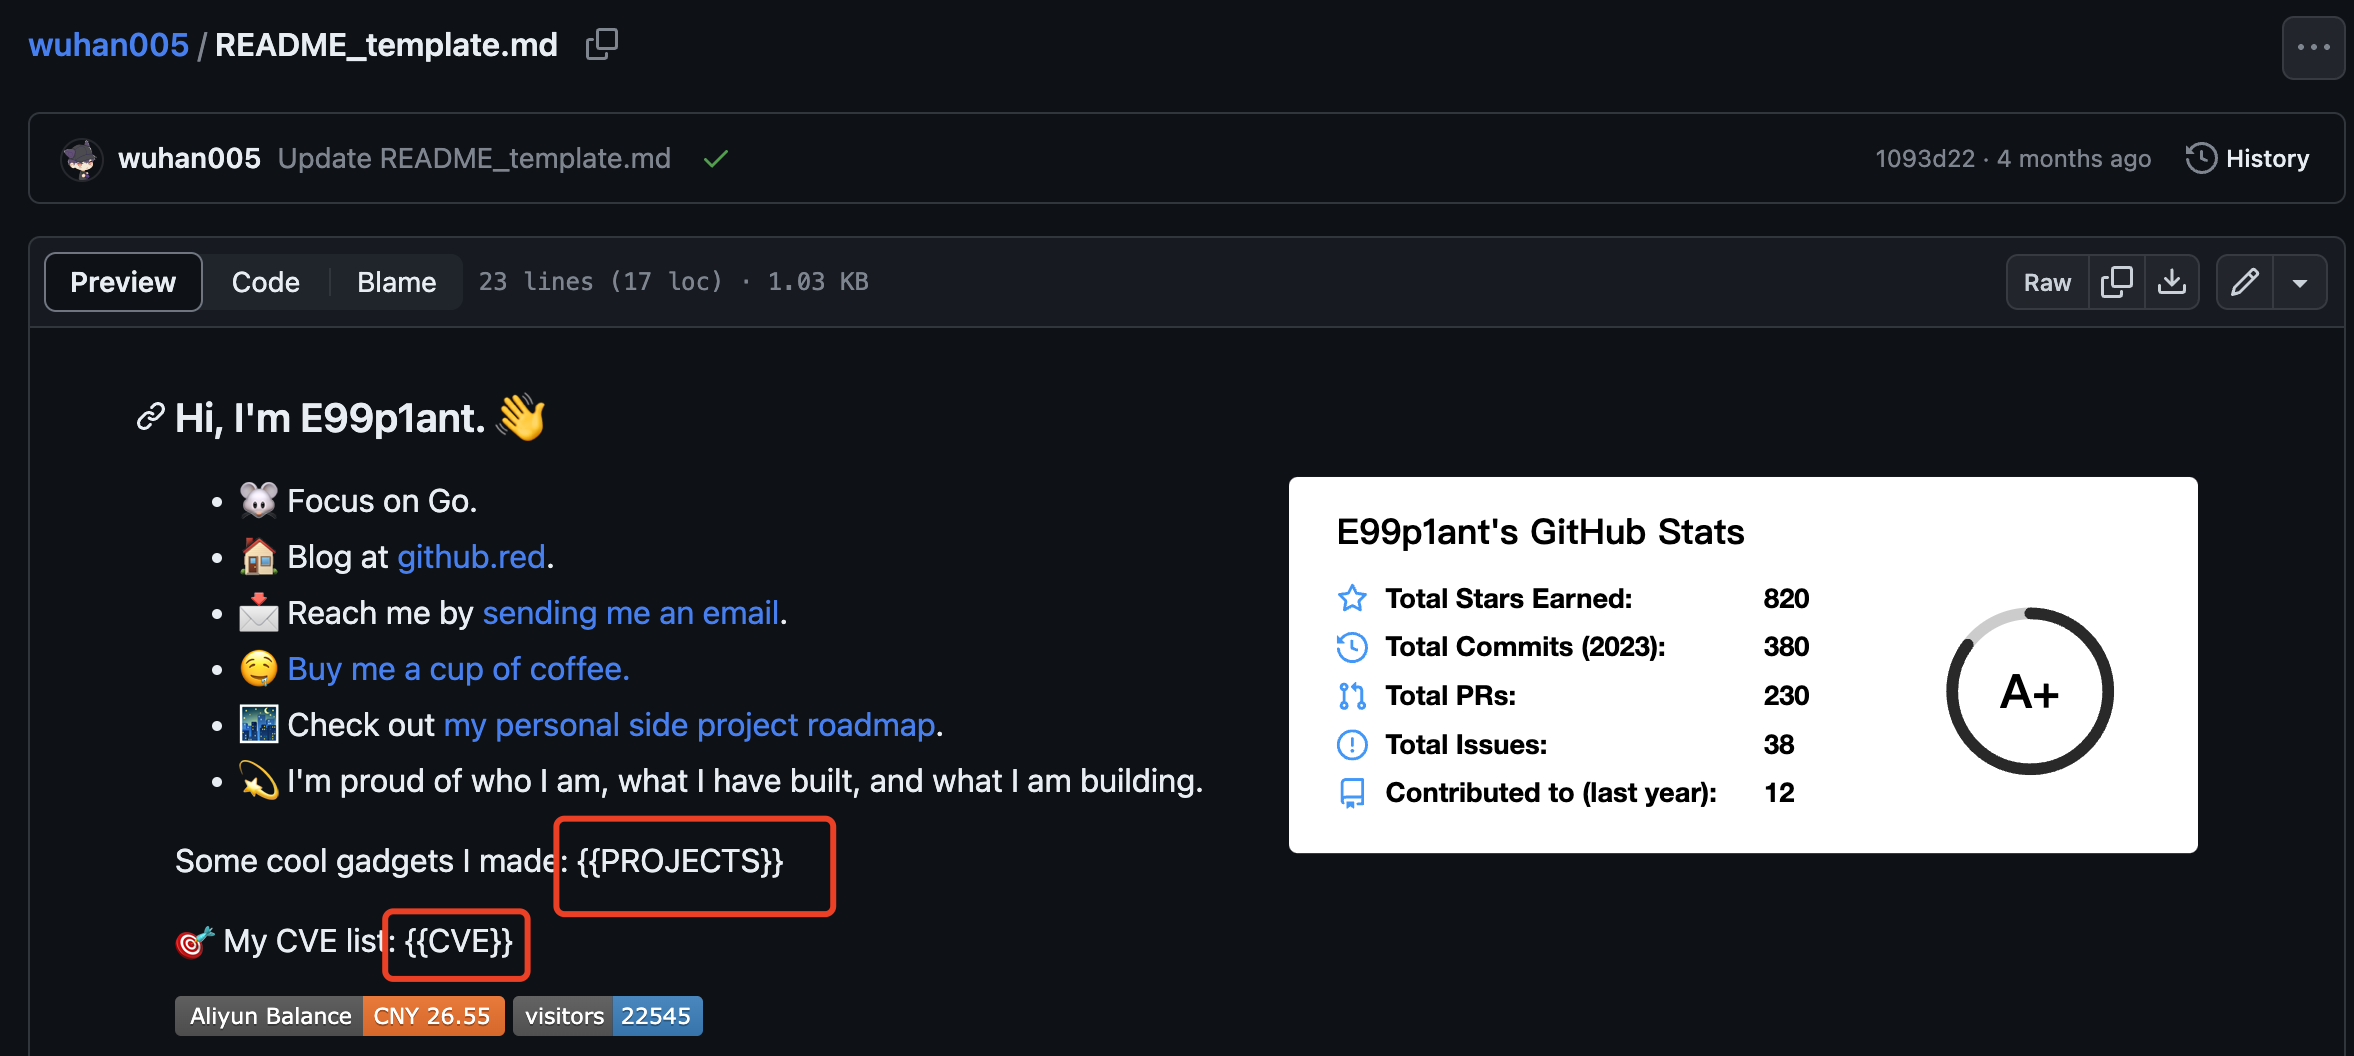 wuhan005 / README_template.md
wuhan005 Update README_template.md 1093d22 · 4 months ago History
Preview Code Blame 23 lines (17 loc) · 1.03 KB Raw
Hi, I'm E99p1ant. 👋
🐭 Focus on Go.
🏠 Blog at github.red.
📩 Reach me by sending me an email.
🤤 Buy me a cup of coffee.
🌃 Check out my personal side project roadmap.
💫 I'm proud of who I am, what I have built, and what I am building.
E99p1ant's GitHub Stats
Total Stars Earned: 820
Total Commits (2023): 380
Total PRs: 230
Total Issues: 38
Contributed to (last year): 12
A+
Some cool gadgets I made: {{PROJECTS}}
🎯 My CVE list: {{CVE}}
Aliyun Balance CNY 26.55 visitors 22545